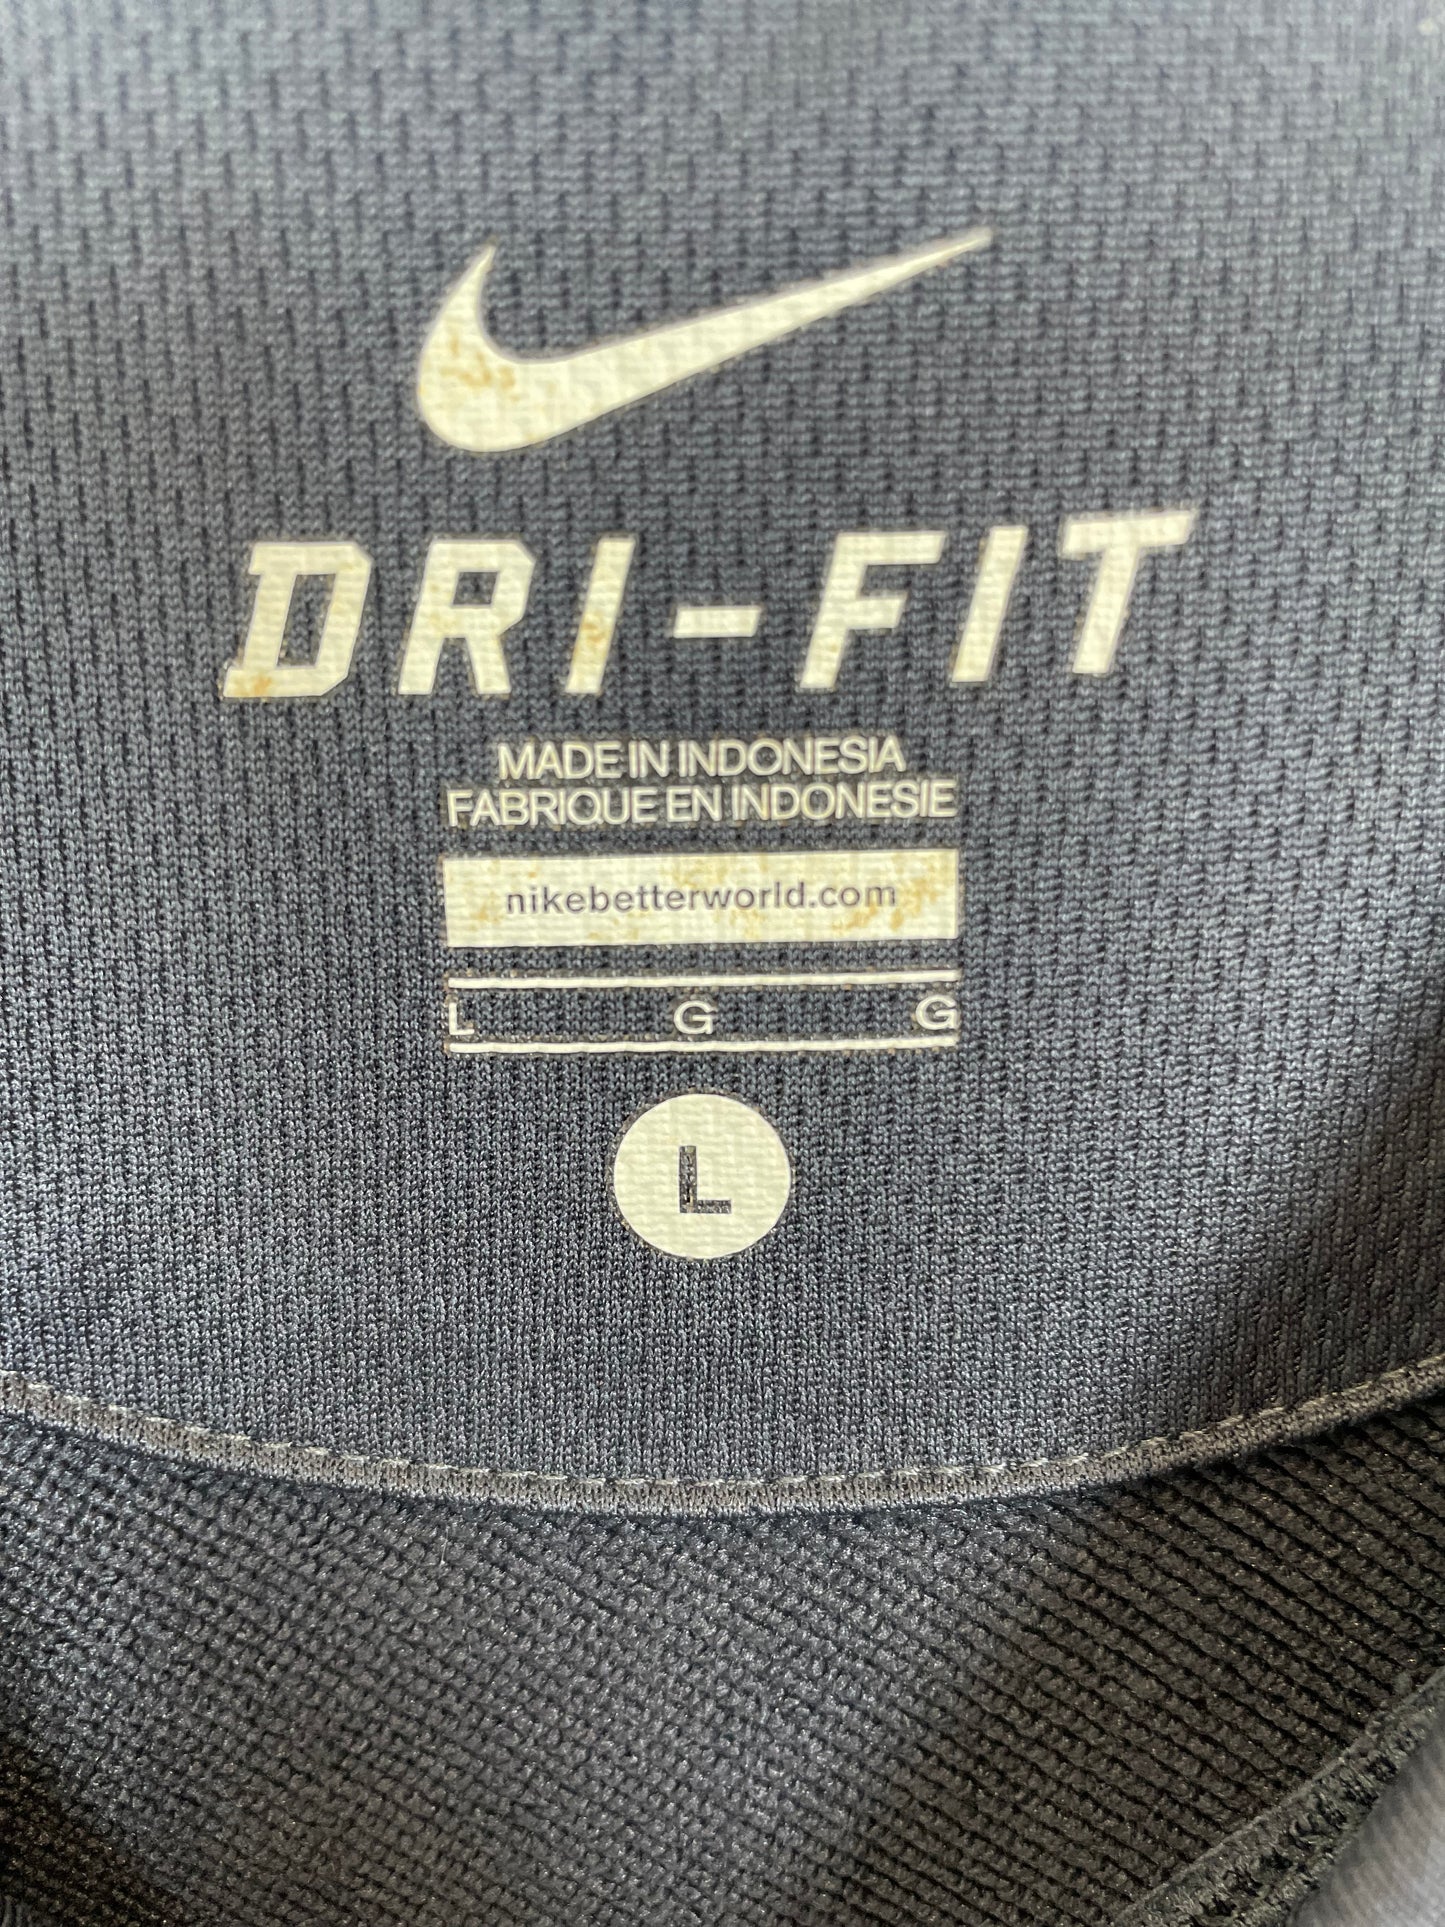 DRI-FIT
MADE IN INDONESIA
FABRIQUE EN INDONESIE
nikebetterworld.com
L G G
L